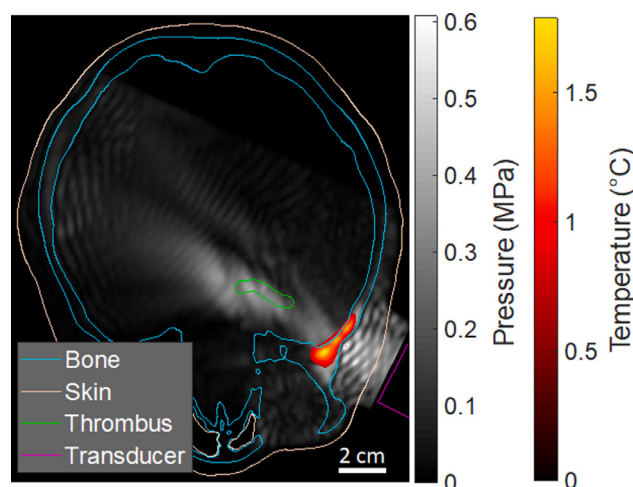 Bone
Skin
Thrombus
Transducer
2 cm
0.6
0.5
0.4
0.3
0.2
0.1
0
Pressure (MPa)
1.5
1
0.5
0
Temperature (°C)